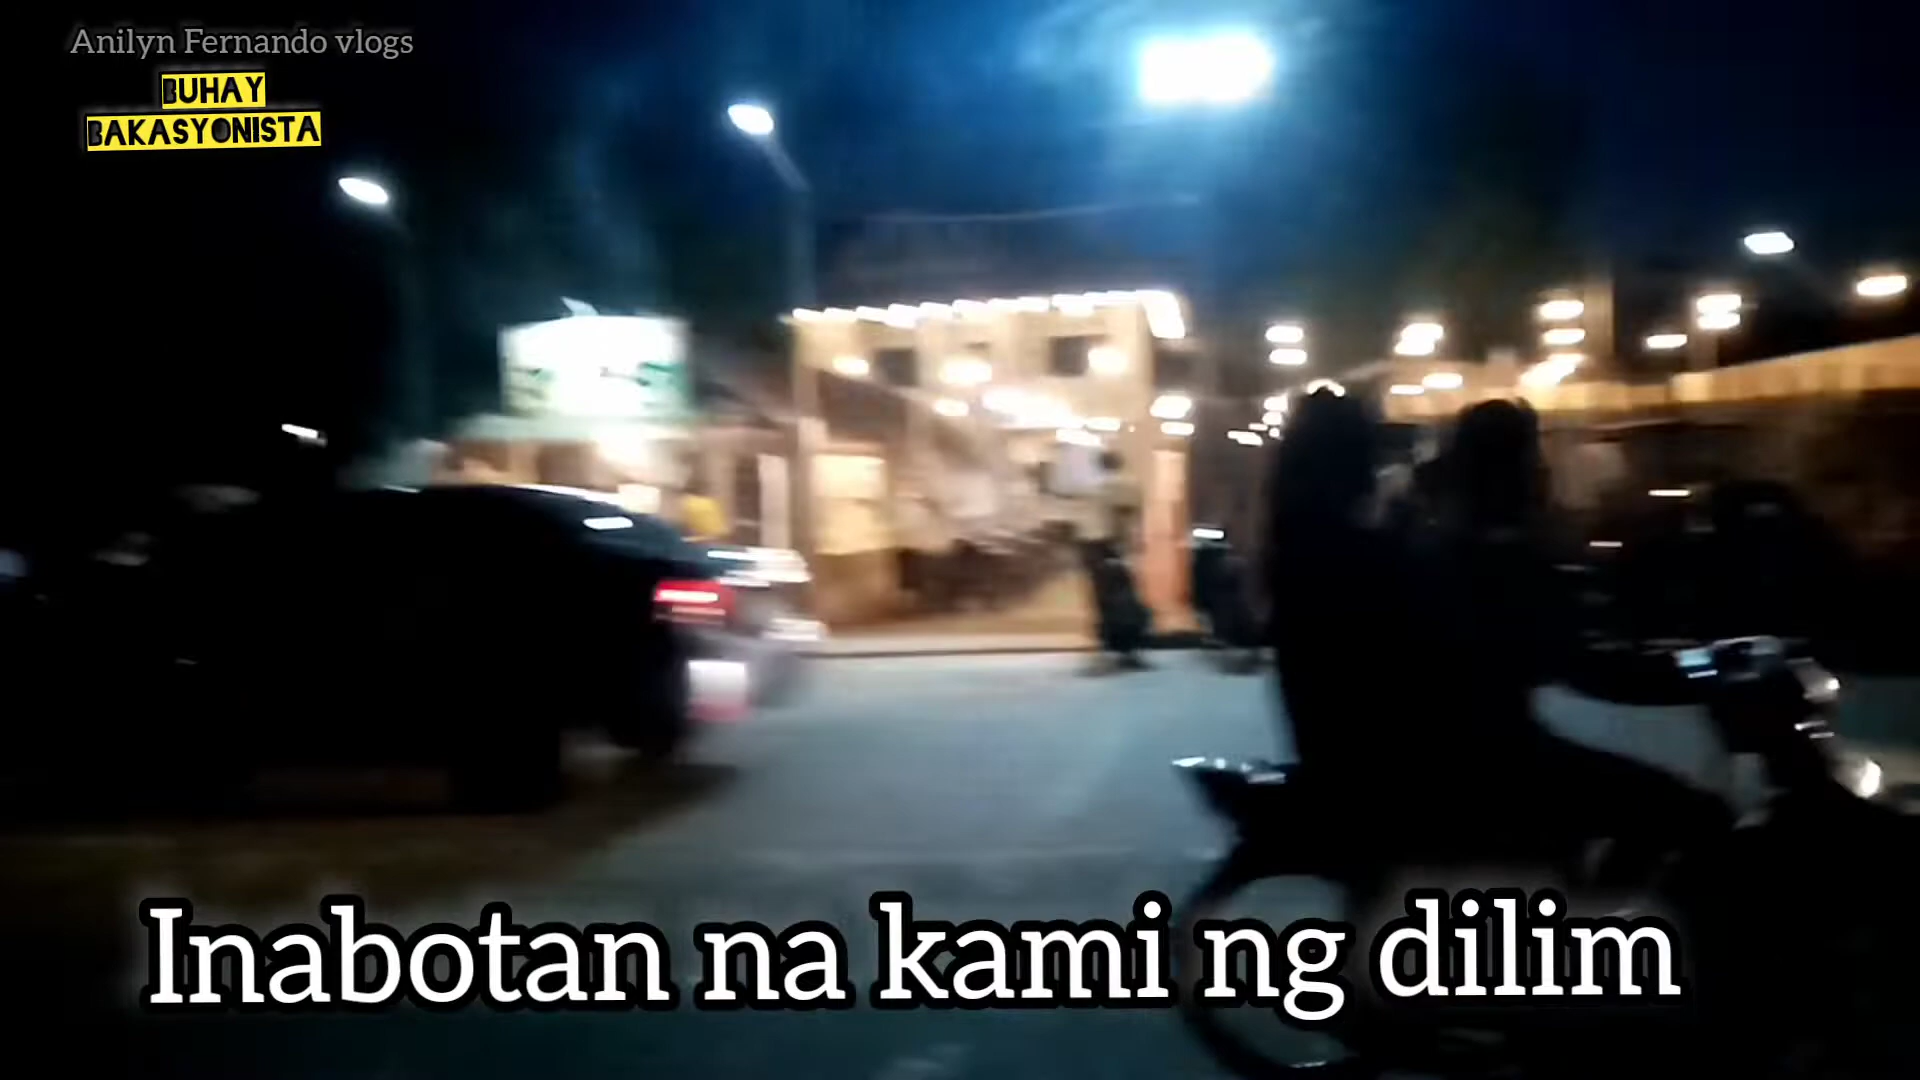 Anilyn Fernando vlogs
BUHAY
BAKASYONISTA
Inabotan na kami ng dilim